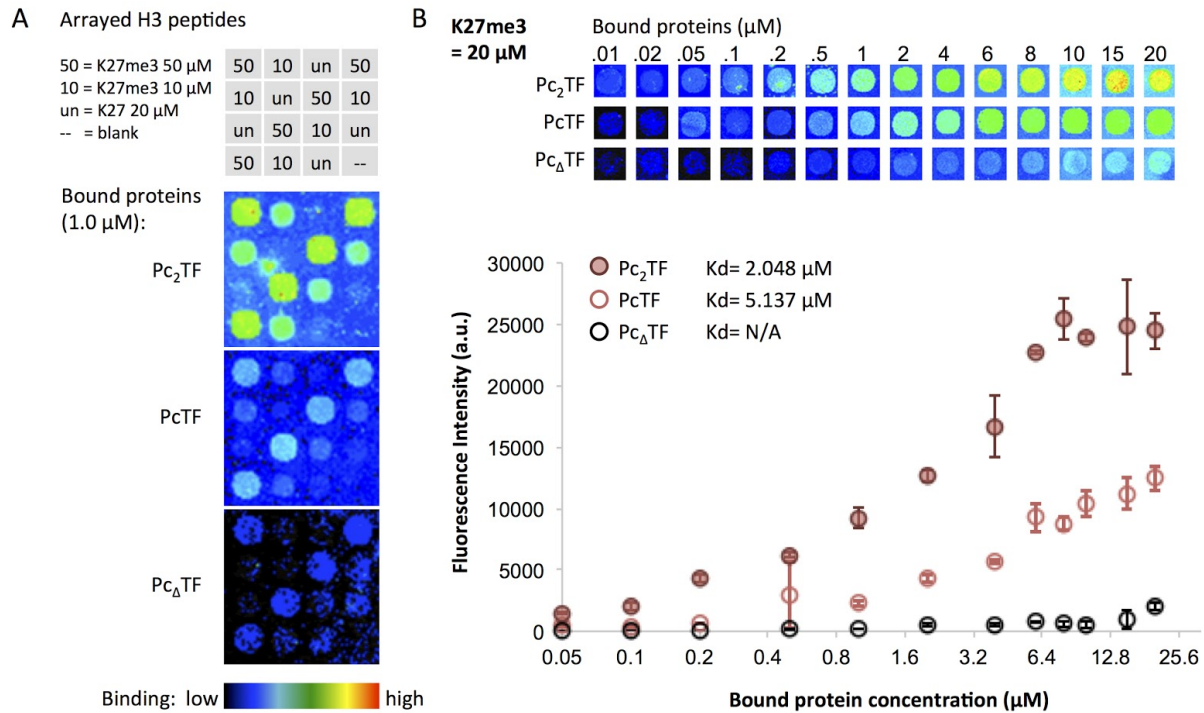 A
Arrayed H3 peptides
50 = K27me3 50 µM
10 = K27me3 10 µM
un = K27 20 µM
-- = blank
50 10 un 50
10 un 50 10
un 50 10 un
50 10 un --
Bound proteins
(1.0 µM):
Pc₂TF
PcTF
Pc_ΔTF
Binding: low high
B
K27me3
= 20 µM
Bound proteins (µM)
.01 .02 .05 .1 .2 .5 1 2 4 6 8 10 15 20
Pc₂TF
PcTF
Pc_ΔTF
Pc₂TF Kd= 2.048 µM
PcTF Kd= 5.137 µM
Pc_ΔTF Kd= N/A
Fluorescence Intensity (a.u.)
30000
25000
20000
15000
10000
5000
0
0.05 0.1 0.2 0.4 0.8 1.6 3.2 6.4 12.8 25.6
Bound protein concentration (µM)